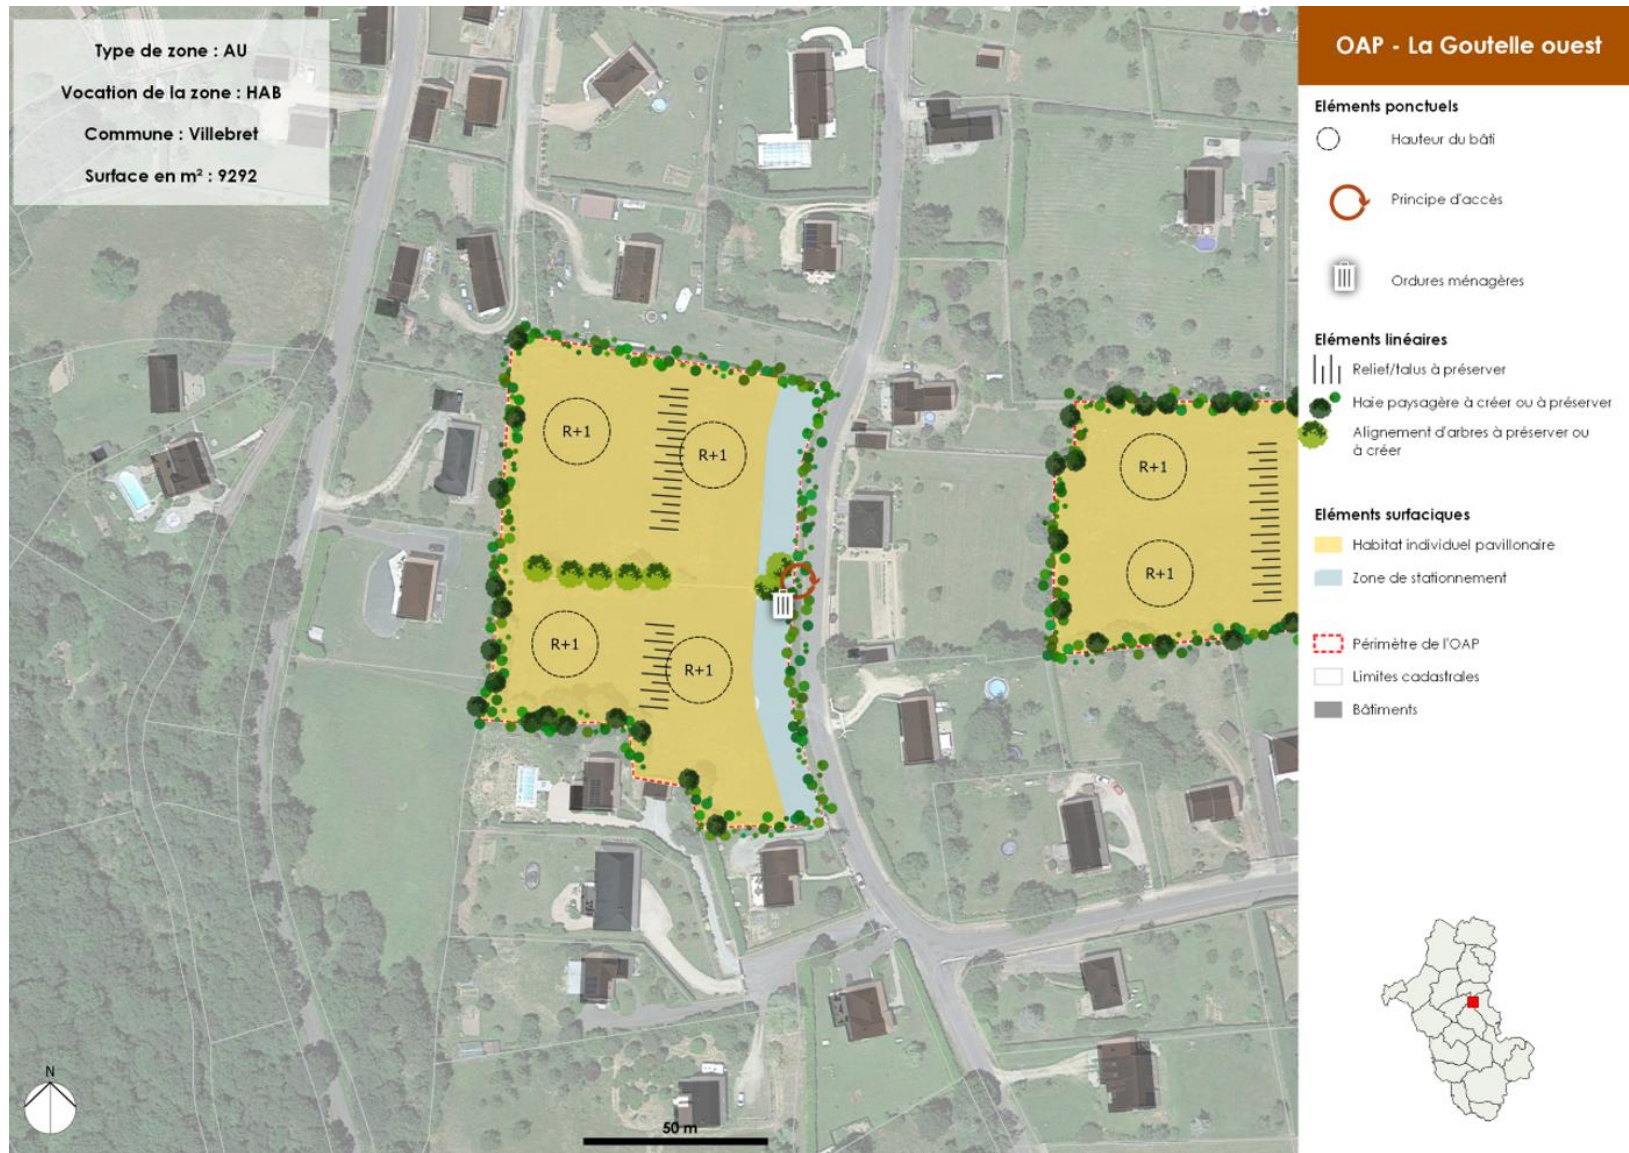 Type de zone : AU
Vocation de la zone : HAB
Commune : Villebret
Surface en m² : 9292
OAP - La Goutelle ouest
Eléments ponctuels
Hauteur du bâti
Principe d'accès
Ordures ménagères
Eléments linéaires
Relief/talus à préserver
Haie paysagère à créer ou à préserver
Alignement d'arbres à préserver ou
à créer
Eléments surfaciques
Habitat individuel pavillonaire
Zone de stationnement
Périmètre de l'OAP
Limites cadastrales
Bâtiments
R+1
R+1
R+1
R+1
R+1
R+1
N
50 m